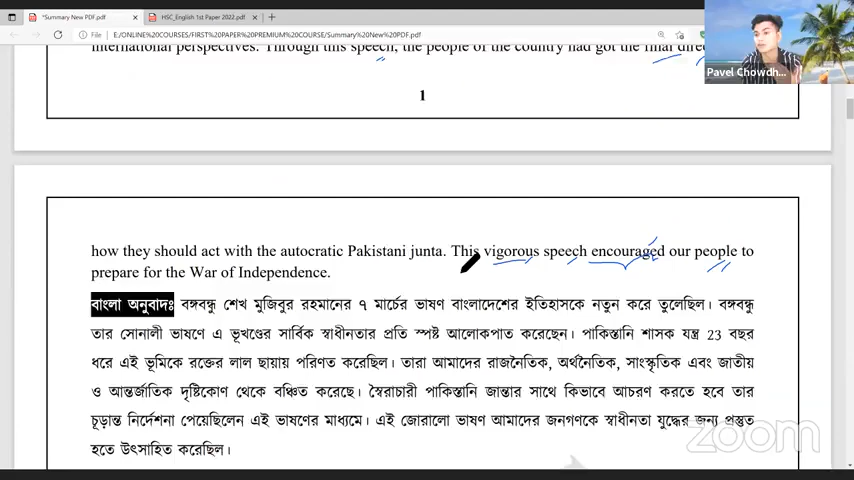 *Summary New PDF.pdf
HSC_English 1st Paper 2022.pdf
E:/ONLINE%20COURSES/FIRST%20PAPER%20PREMIUM%20COURSE/Summary%20New%20PDF.pdf
international perspectives. Through this speech, the people of the country had got the final
Pavel Chowdh...
1
how they should act with the autocratic Pakistani junta. This vigorous speech encouraged our people to
prepare for the War of Independence.
বাংলা অনুবাদঃ বঙ্গবন্ধু শেখ মুজিবুর রহমানের ৭ মার্চের ভাষণ বাংলাদেশের ইতিহাসকে নতুন করে তুলেছিল। বঙ্গবন্ধু
তার সোনালী ভাষণে এ ভূখণ্ডের সার্বিক স্বাধীনতার প্রতি স্পষ্ট আলোকপাত করেছেন। পাকিস্তানি শাসক যন্ত্র 23 বছর
ধরে এই ভূমিকে রক্তের লাল ছায়ায় পরিণত করেছিল। তারা আমাদের রাজনৈতিক, অর্থনৈতিক, সাংস্কৃতিক এবং জাতীয়
ও আন্তর্জাতিক দৃষ্টিকোণ থেকে বঞ্চিত করেছে। স্বৈরাচারী পাকিস্তানি জান্তার সাথে কিভাবে আচরণ করতে হবে তার
চূড়ান্ত নির্দেশনা পেয়েছিলেন এই ভাষণের মাধ্যমে। এই জোরালো ভাষণ আমাদের জনগণকে স্বাধীনতা যুদ্ধের জন্য প্রস্তুত
হতে উৎসাহিত করেছিল।
zoom